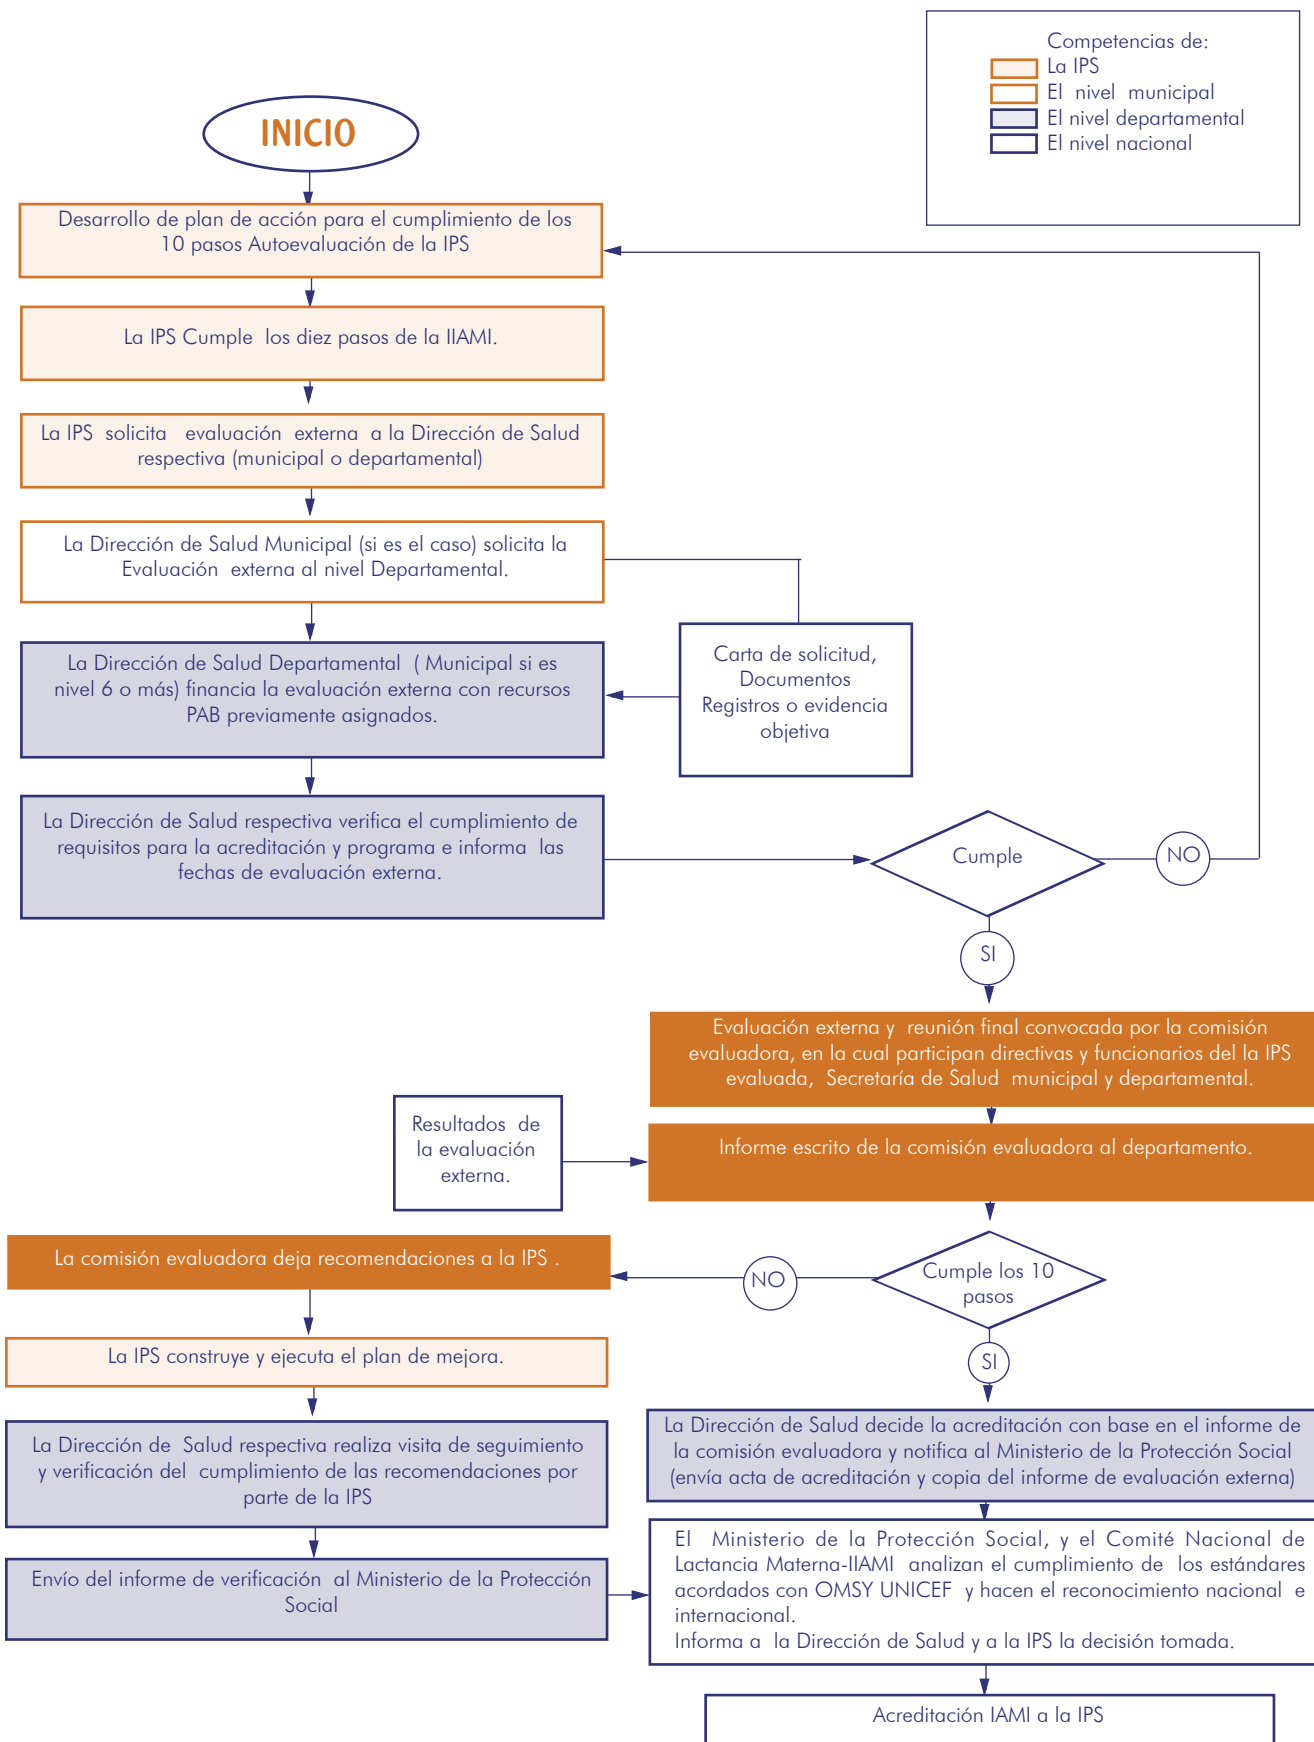 Competencias de:
La IPS
El nivel municipal
El nivel departamental
El nivel nacional
INICIO
Desarrollo de plan de acción para el cumplimiento de los
10 pasos Autoevaluación de la IPS
La IPS Cumple los diez pasos de la IIAMI.
La IPS solicita evaluación externa a la Dirección de Salud
respectiva (municipal o departamental)
La Dirección de Salud Municipal (si es el caso) solicita la
Evaluación externa al nivel Departamental.
Carta de solicitud,
Documentos
Registros o evidencia
objetiva
La Dirección de Salud Departamental ( Municipal si es
nivel 6 o más) financia la evaluación externa con recursos
PAB previamente asignados.
La Dirección de Salud respectiva verifica el cumplimiento de
requisitos para la acreditación y programa e informa las
fechas de evaluación externa.
Cumple
NO
SI
Evaluación externa y reunión final convocada por la comisión
evaluadora, en la cual participan directivas y funcionarios del la IPS
evaluada, Secretaría de Salud municipal y departamental.
Resultados de
la evaluación
externa.
Informe escrito de la comisión evaluadora al departamento.
Cumple los 10
pasos
NO
SI
La comisión evaluadora deja recomendaciones a la IPS .
La IPS construye y ejecuta el plan de mejora.
La Dirección de Salud respectiva realiza visita de seguimiento
y verificación del cumplimiento de las recomendaciones por
parte de la IPS
Envío del informe de verificación al Ministerio de la Protección
Social
La Dirección de Salud decide la acreditación con base en el informe de
la comisión evaluadora y notifica al Ministerio de la Protección Social
(envía acta de acreditación y copia del informe de evaluación externa)
El Ministerio de la Protección Social, y el Comité Nacional de
Lactancia Materna-IIAMI analizan el cumplimiento de los estándares
acordados con OMSY UNICEF y hacen el reconocimiento nacional e
internacional.
Informa a la Dirección de Salud y a la IPS la decisión tomada.
Acreditación IAMI a la IPS